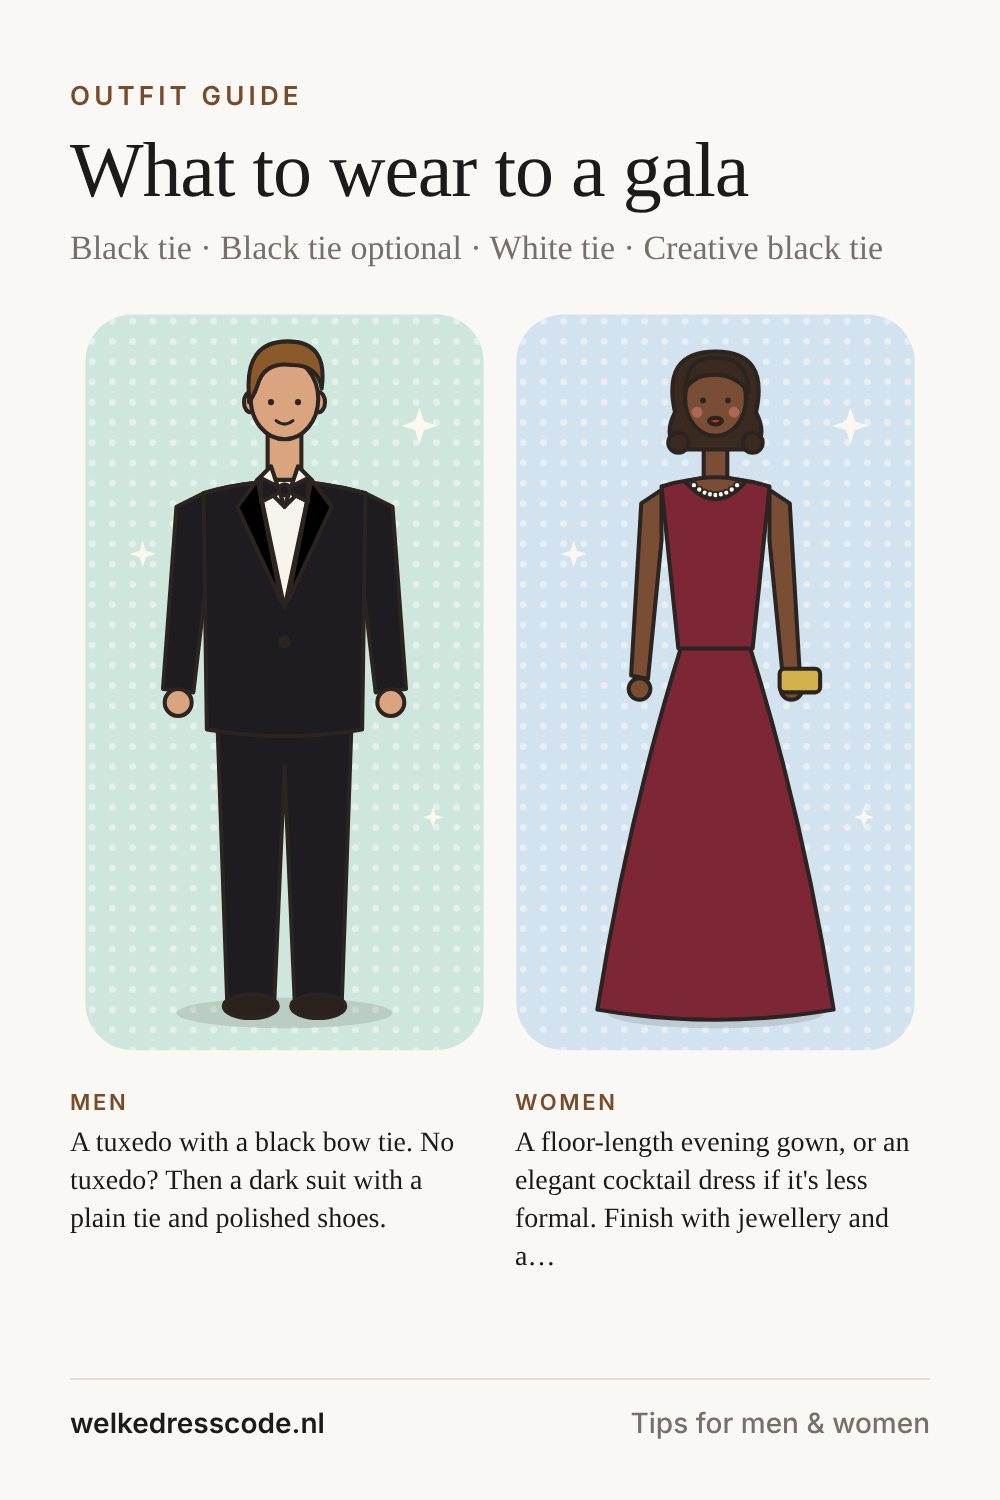 OUTFIT GUIDE
What to wear to a gala
Black tie · Black tie optional · White tie · Creative black tie
MEN
A tuxedo with a black bow tie. No
tuxedo? Then a dark suit with a
plain tie and polished shoes.
WOMEN
A floor-length evening gown, or an
elegant cocktail dress if it's less
formal. Finish with jewellery and
a…
welkedresscode.nl
Tips for men & women